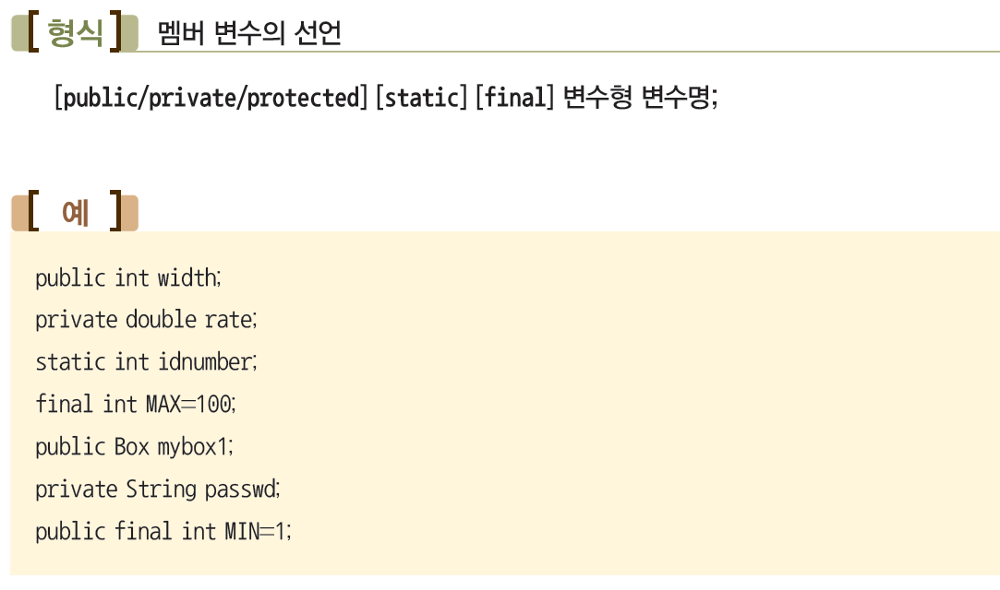 [형식] 멤버 변수의 선언
[public/private/protected] [static] [final] 변수형 변수명;
[예]
public int width;
private double rate;
static int idnumber;
final int MAX=100;
public Box mybox1;
private String passwd;
public final int MIN=1;